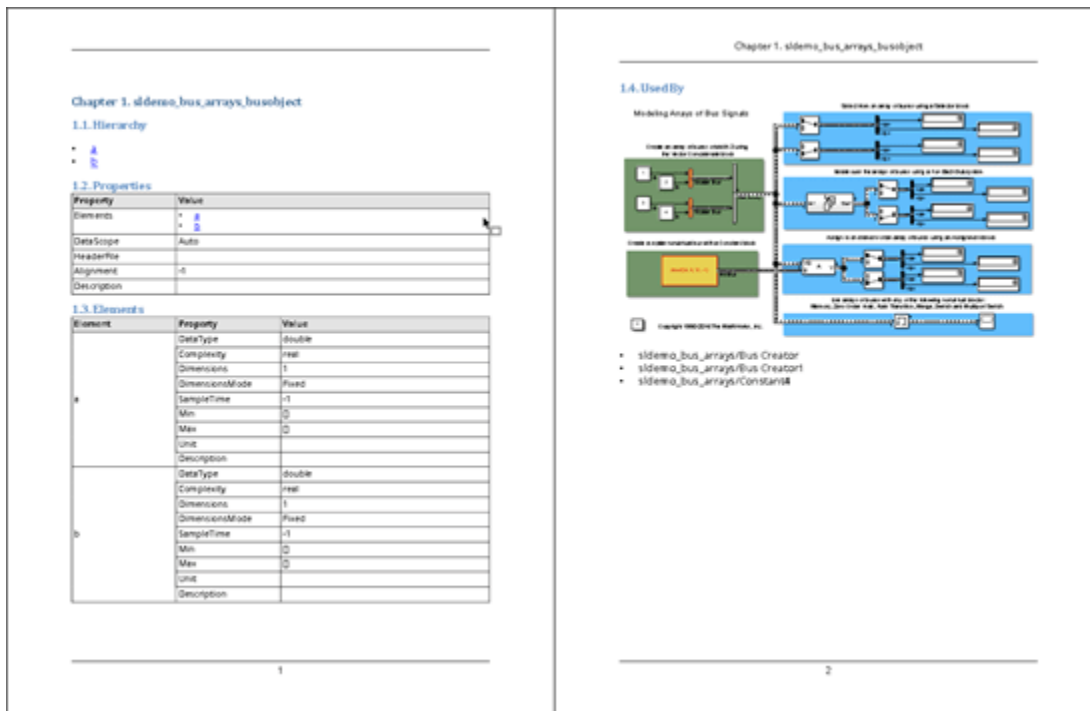 Chapter 1. sldemo_bus_arrays_busobject
1.1. Hierarchy
• a
• b
1.2. Properties
Property Value
Elements • a
• b
DataScope Auto
HeaderFile
Alignment -1
Description
1.3. Elements
Element Property Value
a DataType double
Complexity real
Dimensions 1
DimensionsMode Fixed
SampleTime -1
Min []
Max []
Unit
Description
b DataType double
Complexity real
Dimensions 1
DimensionsMode Fixed
SampleTime -1
Min []
Max []
Unit
Description
1
Chapter 1. sldemo_bus_arrays_busobject
1.4. Used By
Modeling Arrays of Bus Signals
• sldemo_bus_arrays/Bus Creator
• sldemo_bus_arrays/Bus Creator1
• sldemo_bus_arrays/Constant4
2